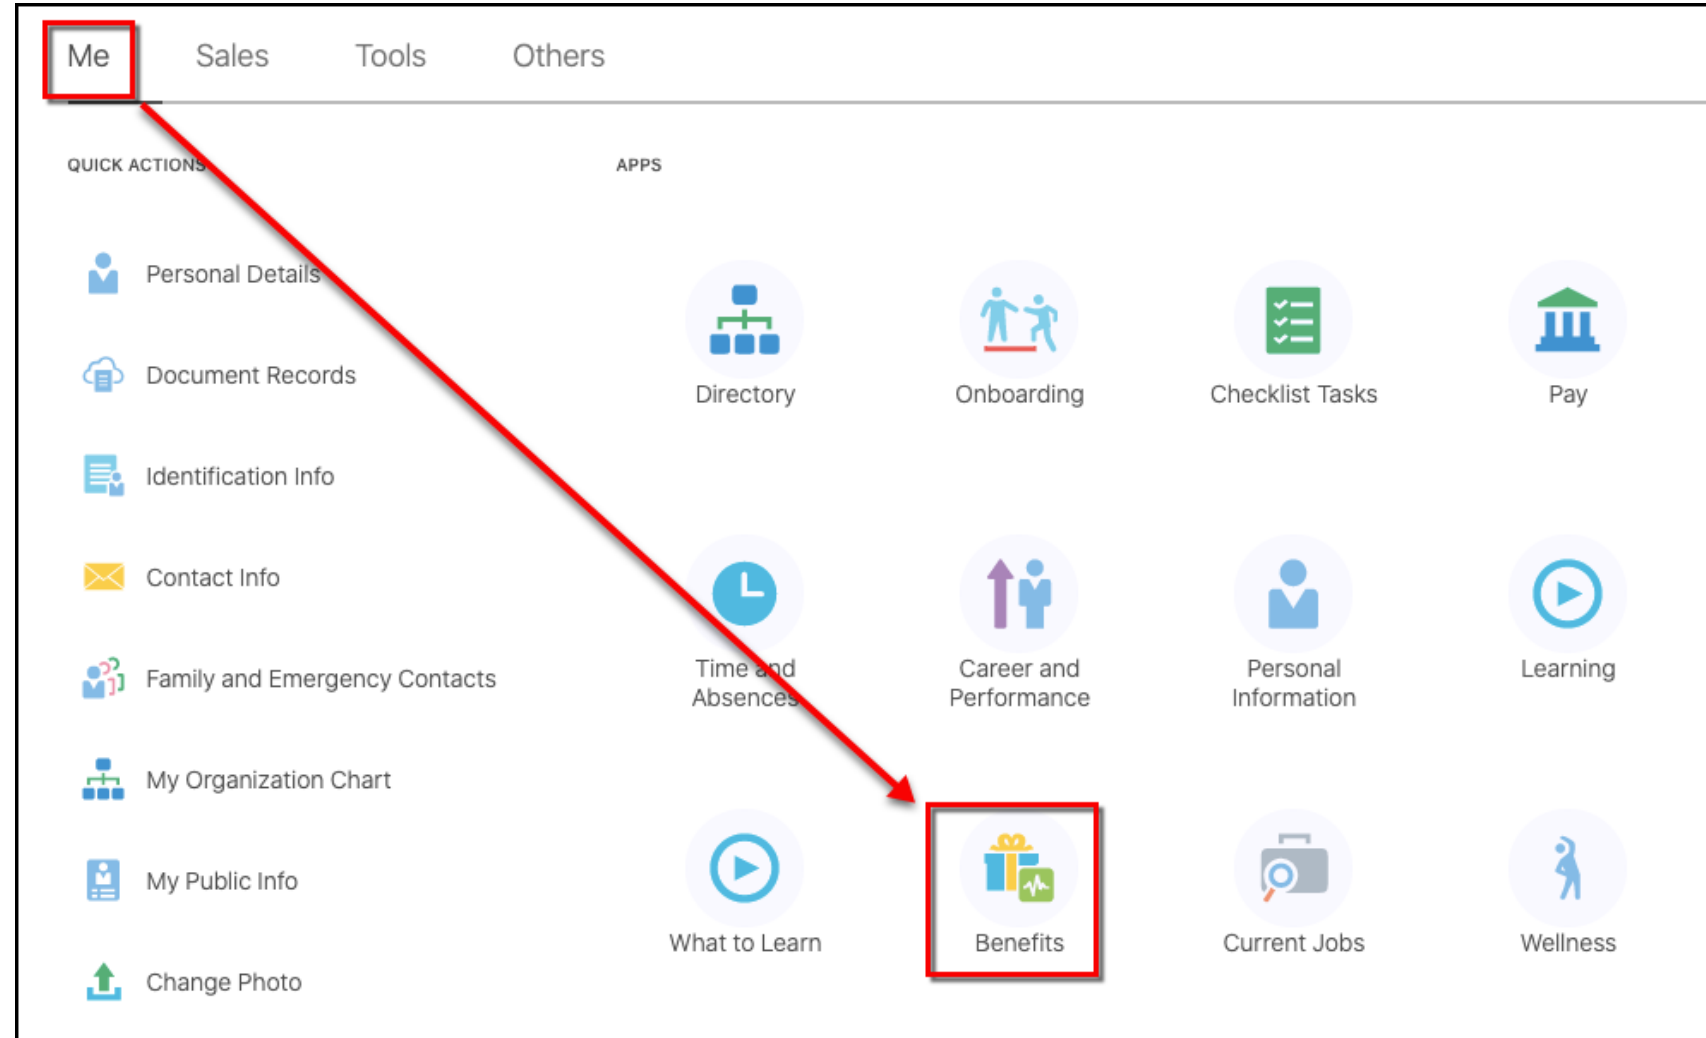 Me Sales Tools Others
QUICK ACTIONS
Personal Details
Document Records
Identification Info
Contact Info
Family and Emergency Contacts
My Organization Chart
My Public Info
Change Photo
APPS
Directory
Onboarding
Checklist Tasks
Pay
Time and
Absences
Career and
Performance
Personal
Information
Learning
What to Learn
Benefits
Current Jobs
Wellness